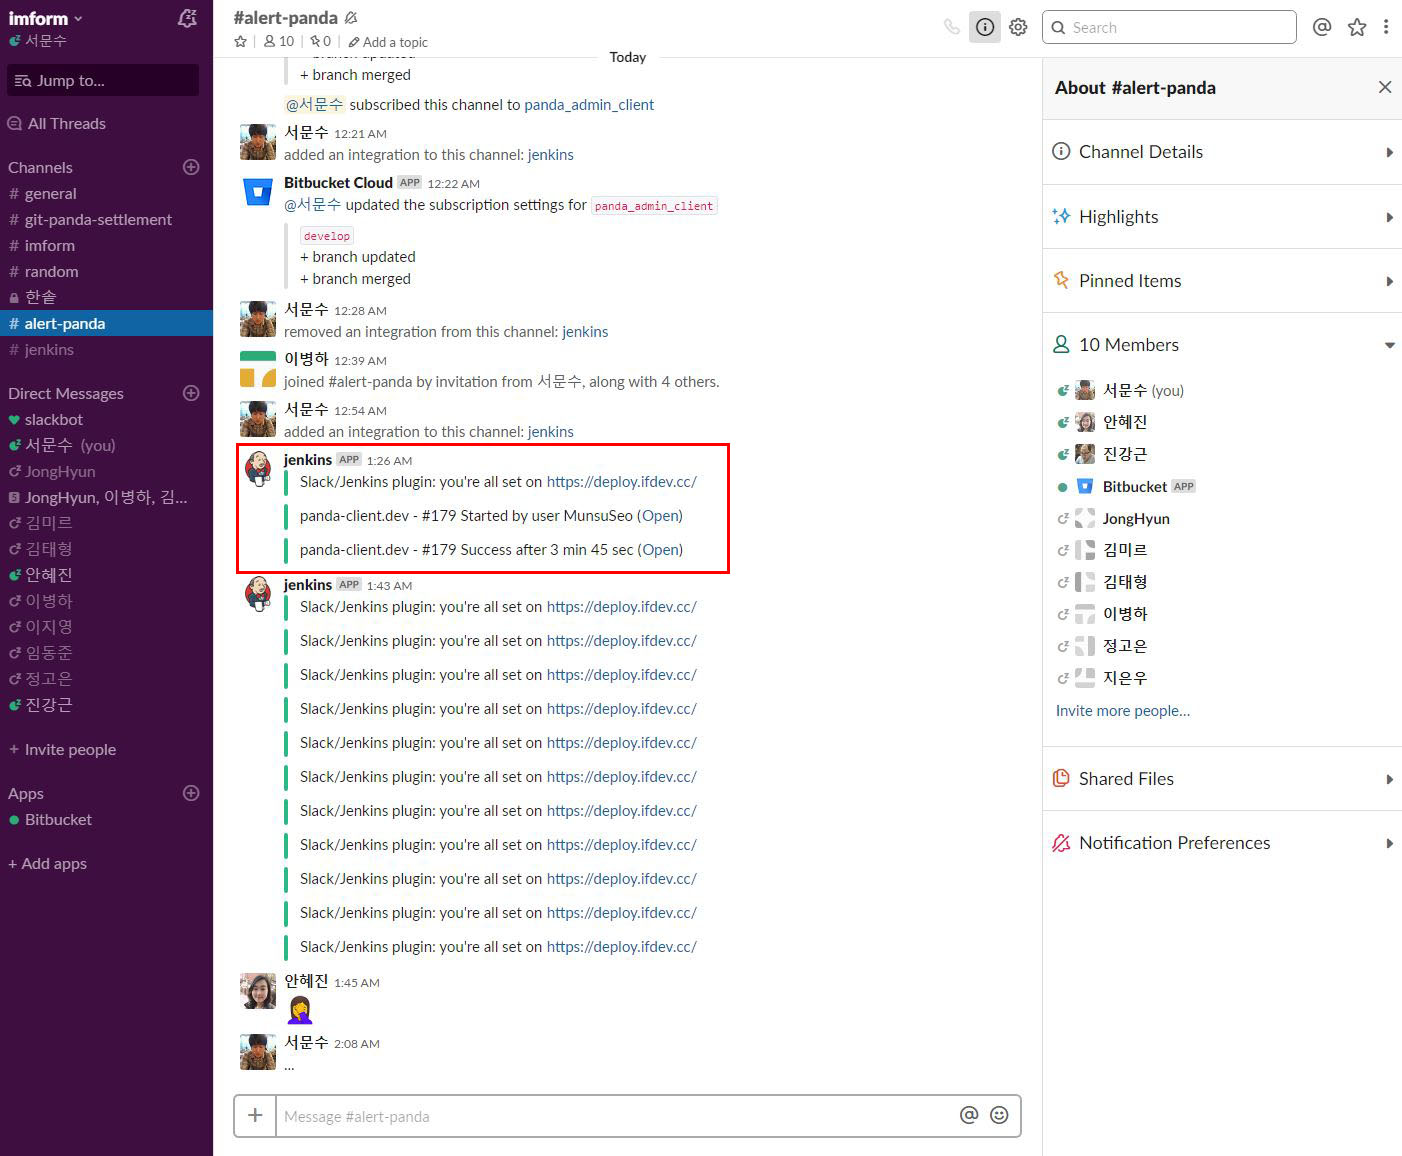 imform
서문수
Jump to...
All Threads
Channels
# general
# git-panda-settlement
# imform
# random
한솥
# alert-panda
# jenkins
Direct Messages
slackbot
서문수 (you)
JongHyun
JongHyun, 이병하, 김...
김미르
김태형
안혜진
이병하
이지영
임동준
정고은
진강근
+ Invite people
Apps
Bitbucket
+ Add apps
#alert-panda
10 | 0 | Add a topic
Search
Today
+ branch updated
+ branch merged
@서문수 subscribed this channel to panda_admin_client
서문수 12:21 AM
added an integration to this channel: jenkins
Bitbucket Cloud APP 12:22 AM
@서문수 updated the subscription settings for panda_admin_client
develop
+ branch updated
+ branch merged
서문수 12:28 AM
removed an integration from this channel: jenkins
이병하 12:39 AM
joined #alert-panda by invitation from 서문수, along with 4 others.
서문수 12:54 AM
added an integration to this channel: jenkins
jenkins APP 1:26 AM
Slack/Jenkins plugin: you're all set on https://deploy.ifdev.cc/
panda-client.dev - #179 Started by user MunsuSeo (Open)
panda-client.dev - #179 Success after 3 min 45 sec (Open)
jenkins APP 1:43 AM
Slack/Jenkins plugin: you're all set on https://deploy.ifdev.cc/
Slack/Jenkins plugin: you're all set on https://deploy.ifdev.cc/
Slack/Jenkins plugin: you're all set on https://deploy.ifdev.cc/
Slack/Jenkins plugin: you're all set on https://deploy.ifdev.cc/
Slack/Jenkins plugin: you're all set on https://deploy.ifdev.cc/
Slack/Jenkins plugin: you're all set on https://deploy.ifdev.cc/
Slack/Jenkins plugin: you're all set on https://deploy.ifdev.cc/
Slack/Jenkins plugin: you're all set on https://deploy.ifdev.cc/
Slack/Jenkins plugin: you're all set on https://deploy.ifdev.cc/
Slack/Jenkins plugin: you're all set on https://deploy.ifdev.cc/
Slack/Jenkins plugin: you're all set on https://deploy.ifdev.cc/
안혜진 1:45 AM
서문수 2:08 AM
...
Message #alert-panda
About #alert-panda
Channel Details
Highlights
Pinned Items
10 Members
서문수 (you)
안혜진
진강근
Bitbucket APP
JongHyun
김미르
김태형
이병하
정고은
지은우
Invite more people...
Shared Files
Notification Preferences